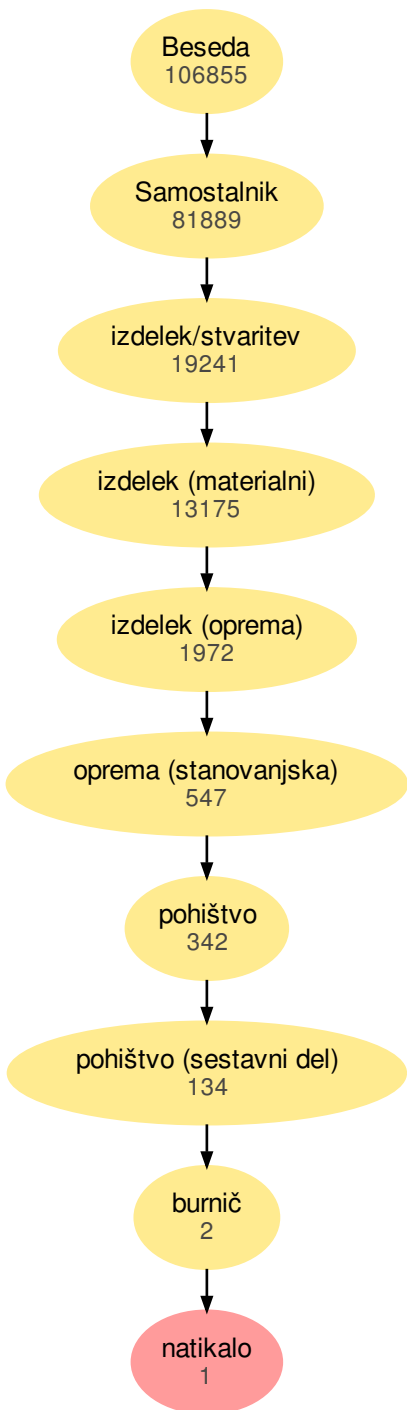 Beseda
106855
Samostalnik
81889
izdelek/stvaritev
19241
izdelek (materialni)
13175
izdelek (oprema)
1972
oprema (stanovanjska)
547
pohištvo
342
pohištvo (sestavni del)
134
burnič
2
natikalo
1